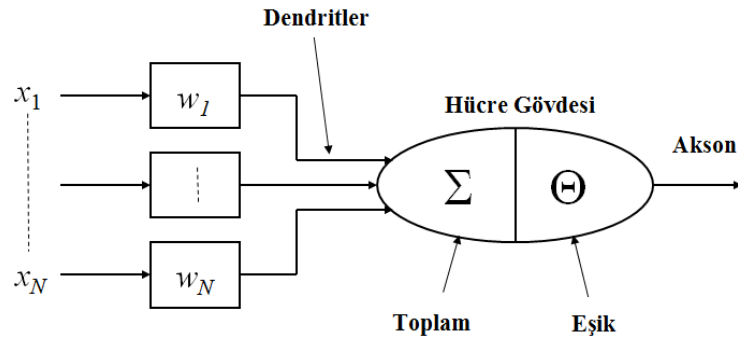 Dendritler
x1
w1
Hücre Gövdesi
Akson
Σ
Θ
xN
wN
Toplam
Eşik